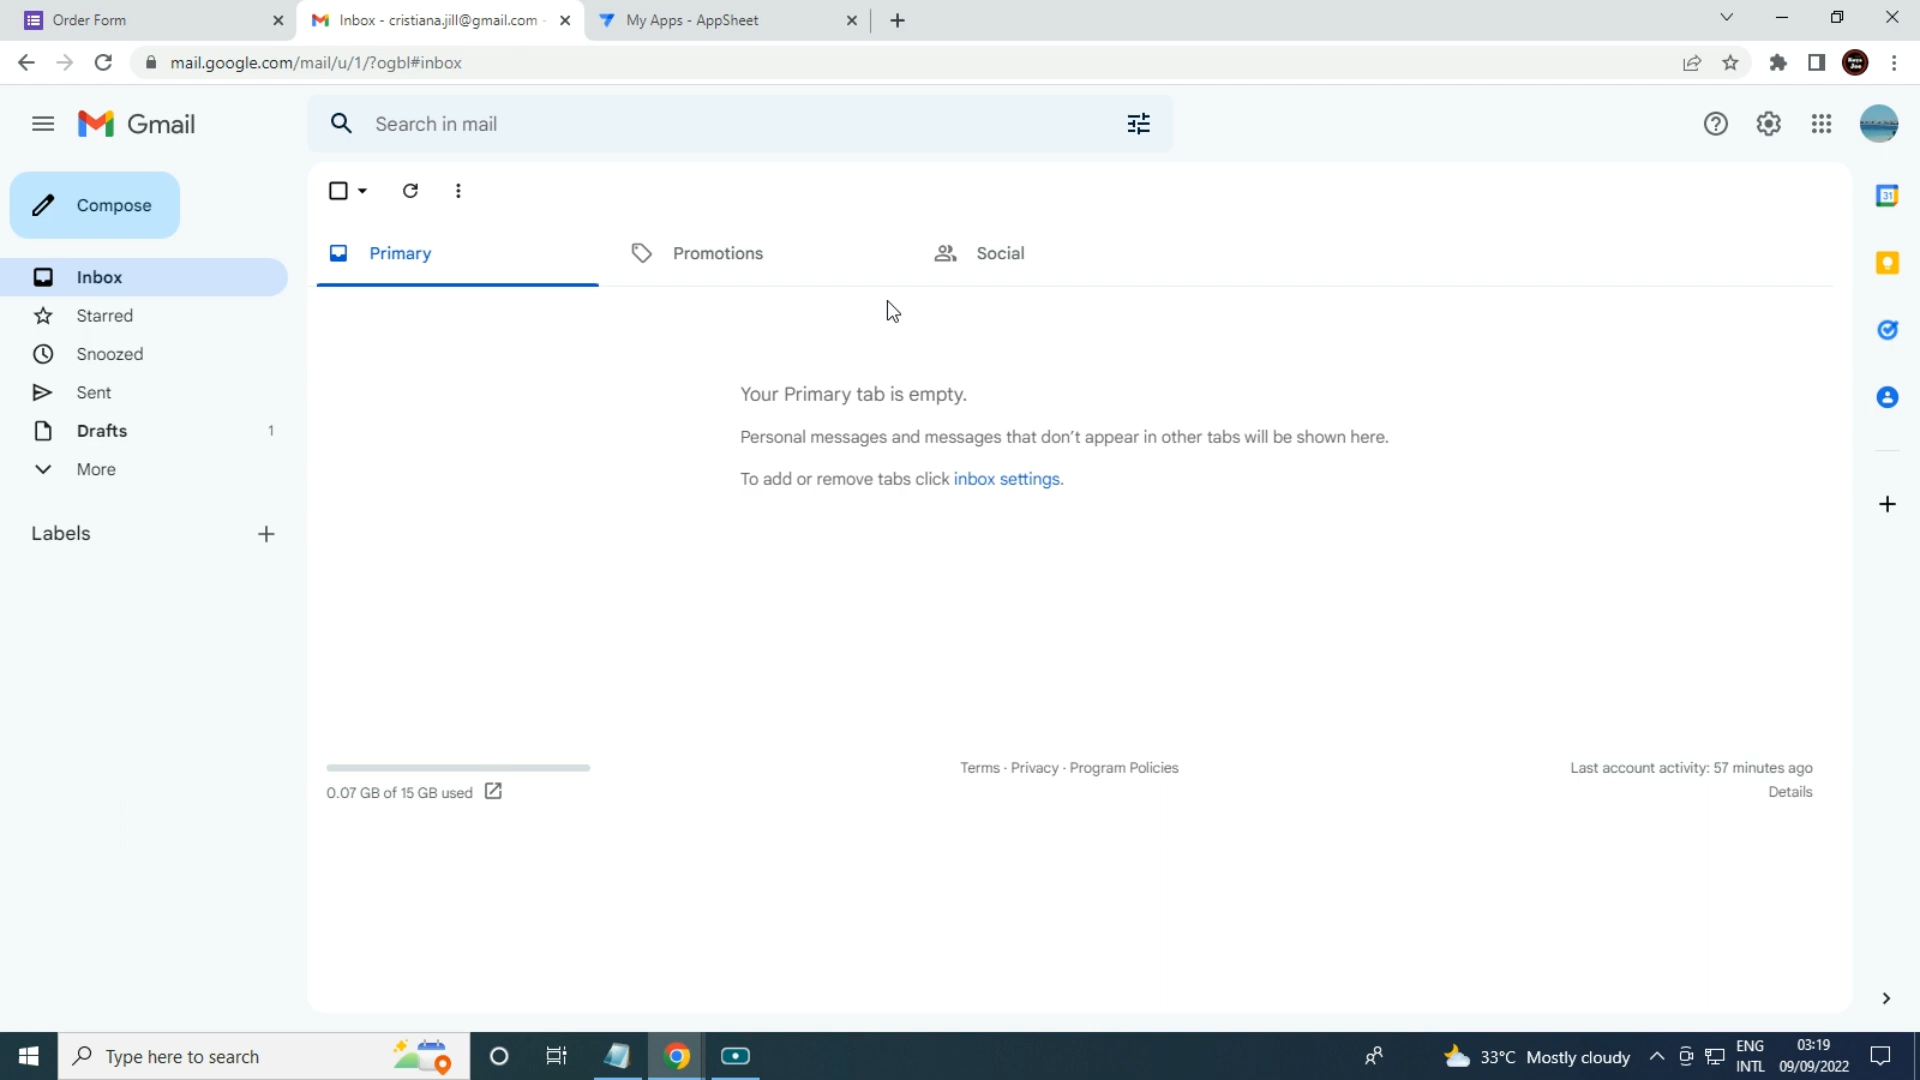 Order Form
Inbox - cristiana.jill@gmail.com -
My Apps - AppSheet
mail.google.com/mail/u/1/?ogbl#inbox
Gmail
Search in mail
Compose
Primary
Promotions
Social
Inbox
Starred
Snoozed
Sent
Drafts 1
More
Labels
31
Your Primary tab is empty.
Personal messages and messages that don’t appear in other tabs will be shown here.
To add or remove tabs click inbox settings.
0.07 GB of 15 GB used
Terms · Privacy · Program Policies
Last account activity: 57 minutes ago
Details
Type here to search
33°C Mostly cloudy
ENG
INTL
03:19
09/09/2022